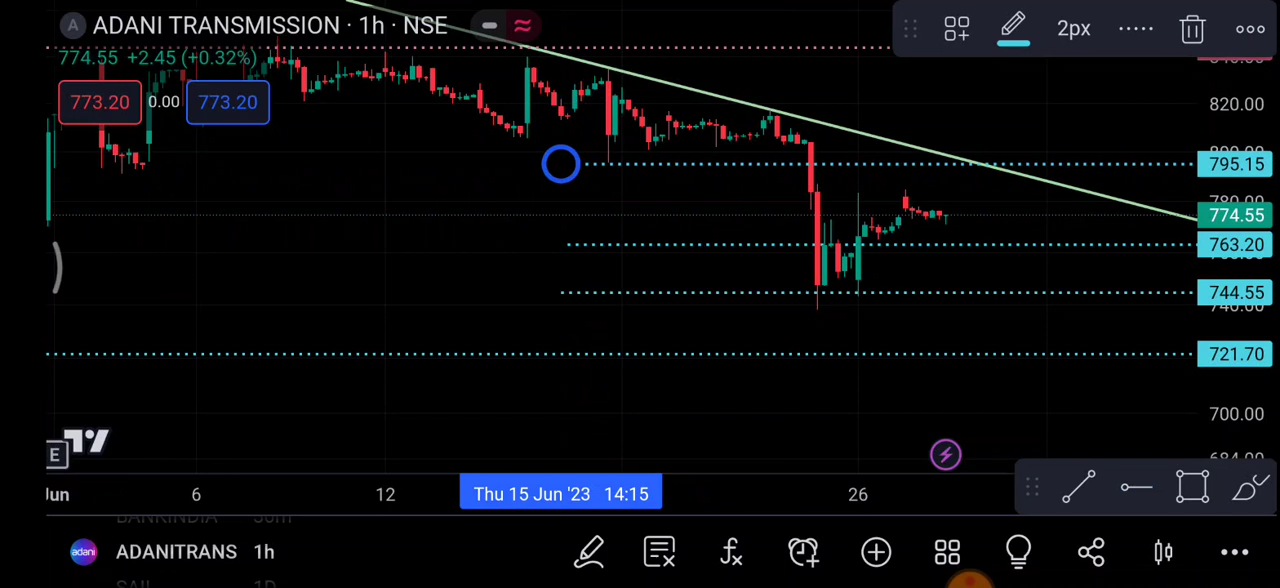 A ADANI TRANSMISSION · 1h · NSE
2px
774.55 +2.45 (+0.32%)
773.20 0.00 773.20
820.00
795.15
774.55
763.20
744.55
721.70
700.00
E
Jun 6 12 Thu 15 Jun '23 14:15 26
adani ADANITRANS 1h